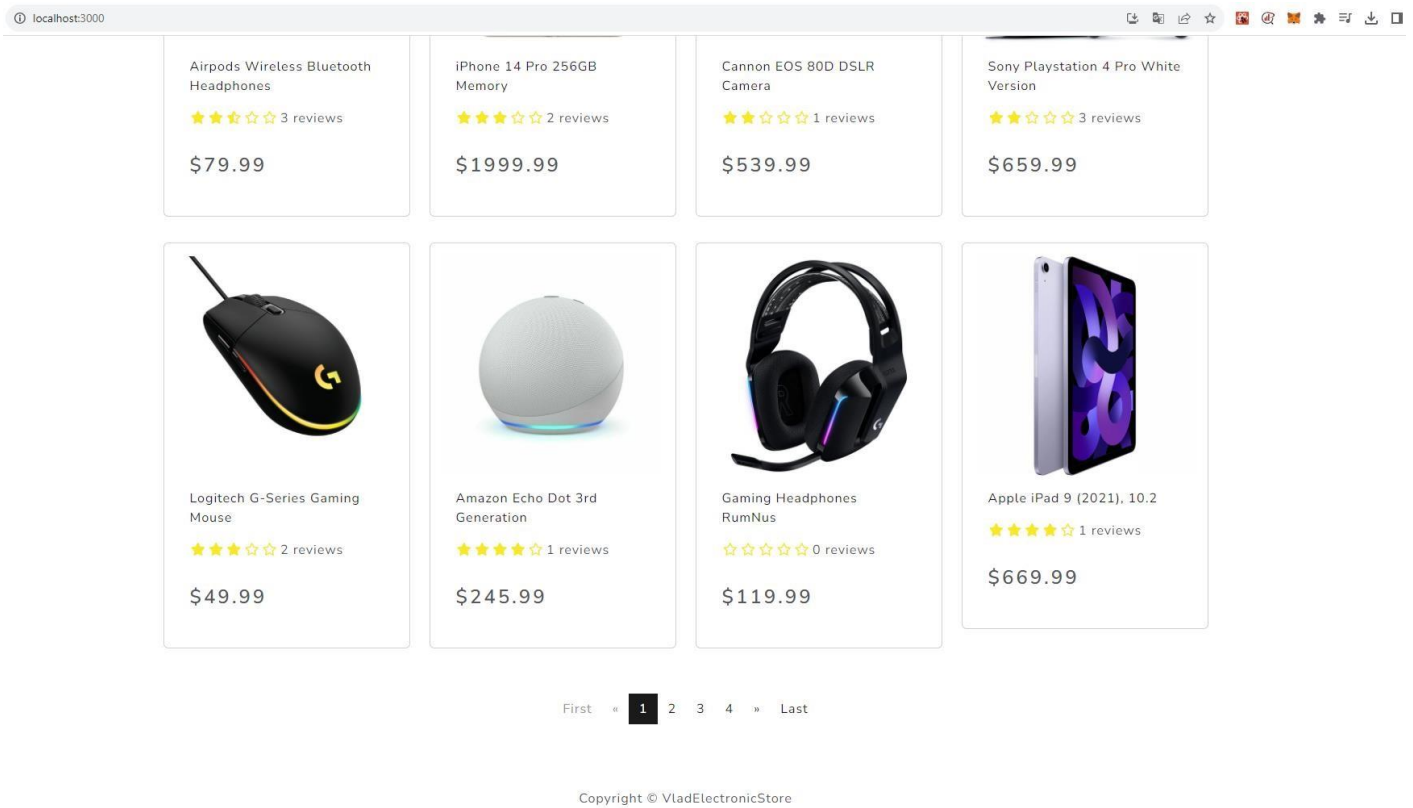 localhost:3000
Airpods Wireless Bluetooth
Headphones
3 reviews
$79.99
iPhone 14 Pro 256GB
Memory
2 reviews
$1999.99
Cannon EOS 80D DSLR
Camera
1 reviews
$539.99
Sony Playstation 4 Pro White
Version
3 reviews
$659.99
Logitech G-Series Gaming
Mouse
2 reviews
$49.99
Amazon Echo Dot 3rd
Generation
1 reviews
$245.99
Gaming Headphones
RumNus
0 reviews
$119.99
Apple iPad 9 (2021), 10.2
1 reviews
$669.99
First « 1 2 3 4 » Last
Copyright © VladElectronicStore